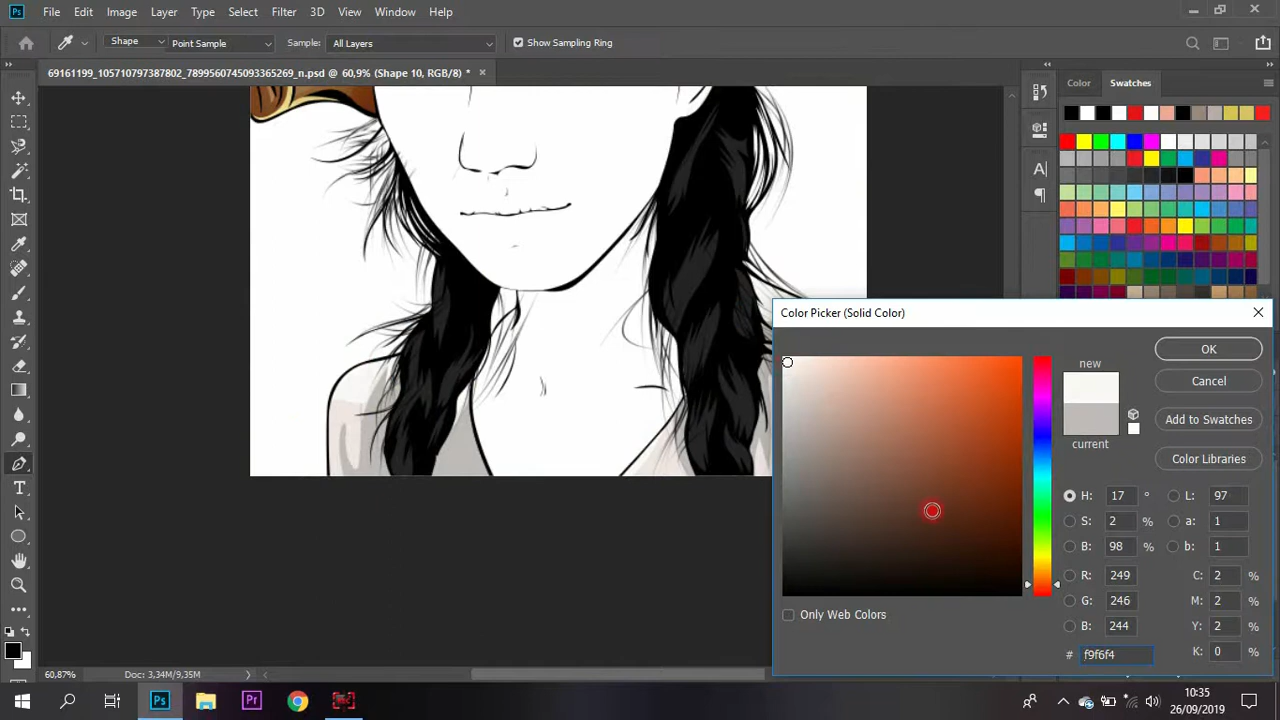 Ps File Edit Image Layer Type Select Filter 3D View Window Help
Shape Point Sample Sample: All Layers Show Sampling Ring
69161199_105710797387802_7899560745093365269_n.psd @ 60,9% (Shape 10, RGB/8) *
Color Swatches
Color Picker (Solid Color)
new
current
OK
Cancel
Add to Swatches
Color Libraries
H: 17 °
S: 2 %
B: 98 %
R: 249
G: 246
B: 244
# f9f6f4
L: 97
a: 1
b: 1
C: 2 %
M: 2 %
Y: 2 %
K: 0 %
Only Web Colors
60,87% Doc: 3,34M/9,35M
Ps Pr
10:35
26/09/2019